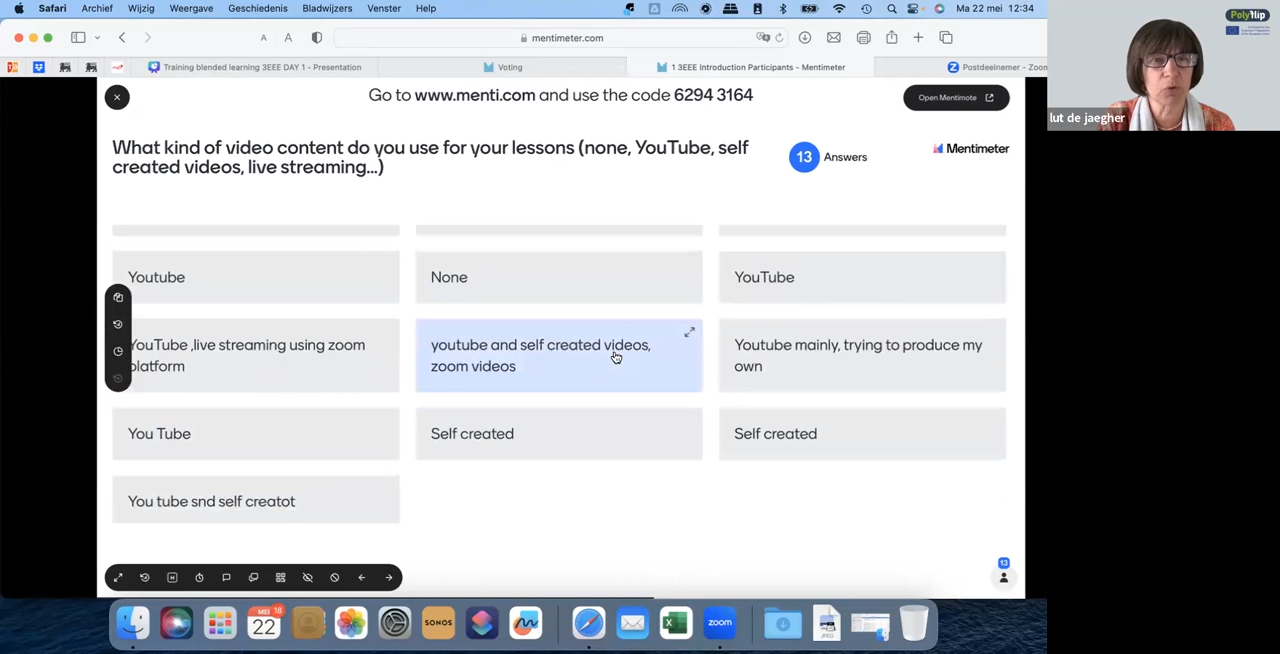 Safari Archief Wijzig Weergave Geschiedenis Bladwijzers Venster Help Ma 22 mei 12:34
A A mentimeter.com
Training blended learning 3EEE DAY 1 - Presentation Voting 1 3EEE Introduction Participants - Mentimeter Postdeelnemer - Zoom
Polyflip
lut de jaegher
Go to www.menti.com and use the code 6294 3164
Open Mentimote
What kind of video content do you use for your lessons (none, YouTube, self
created videos, live streaming...)
13 Answers
Mentimeter
Youtube None YouTube
YouTube ,live streaming using zoom
platform
youtube and self created videos,
zoom videos
Youtube mainly, trying to produce my
own
You Tube Self created Self created
You tube snd self creatot
H
13
MEI 18
22
SONOS
zoom
JPEG